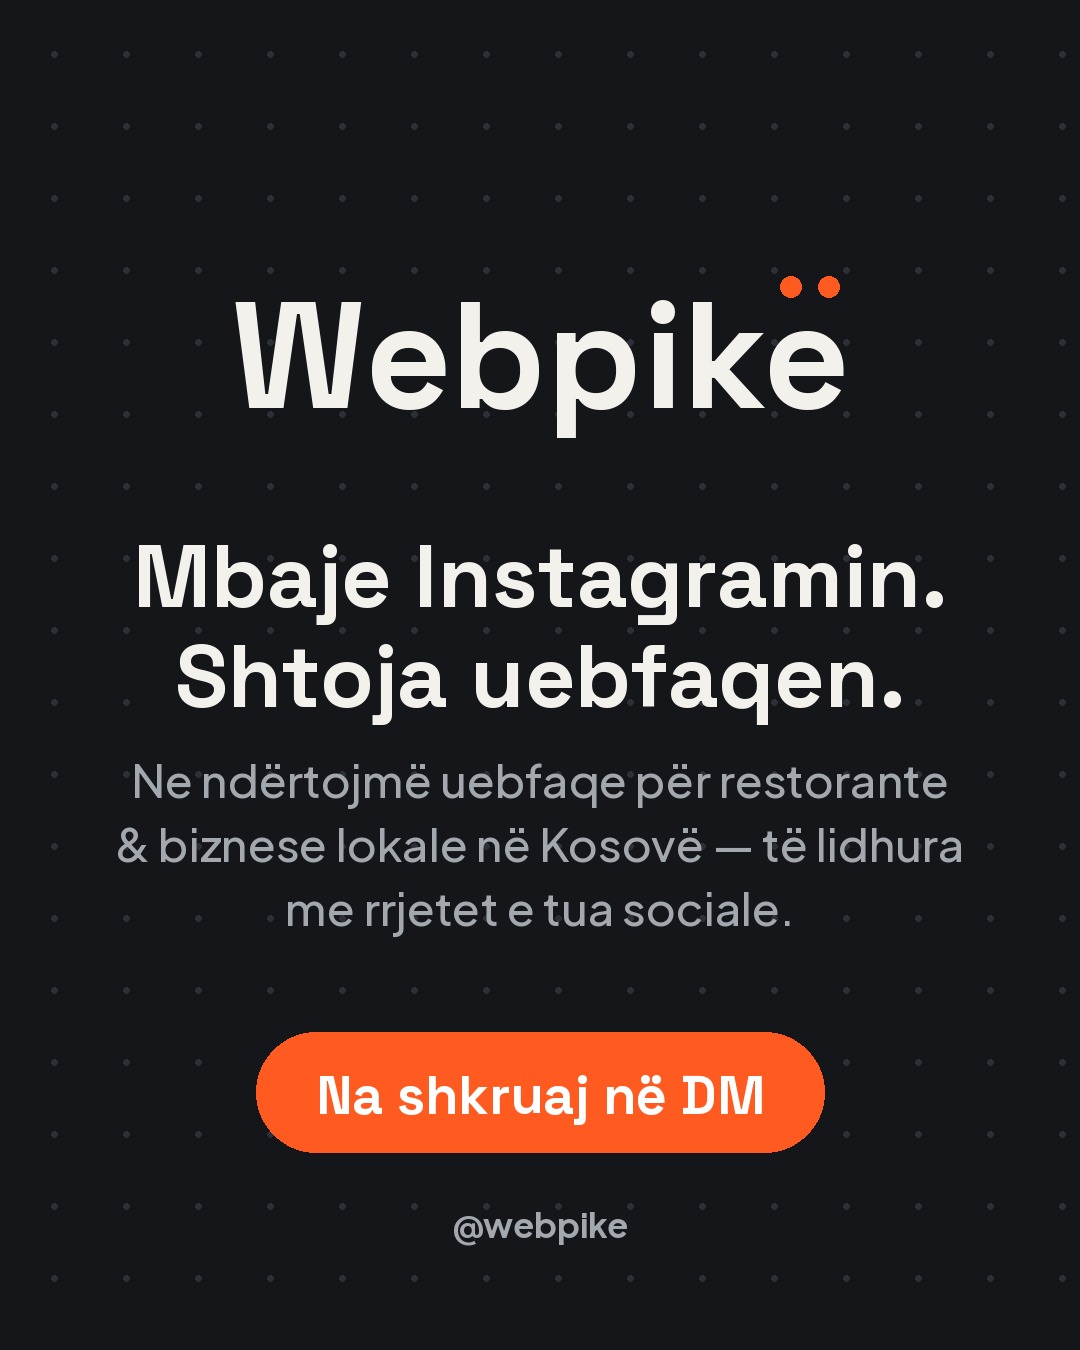 Webpikë
Mbaje Instagramin.
Shtoja uebfaqen.
Ne ndërtojmë uebfaqe për restorante
& biznese lokale në Kosovë — të lidhura
me rrjetet e tua sociale.
Na shkruaj në DM
@webpike